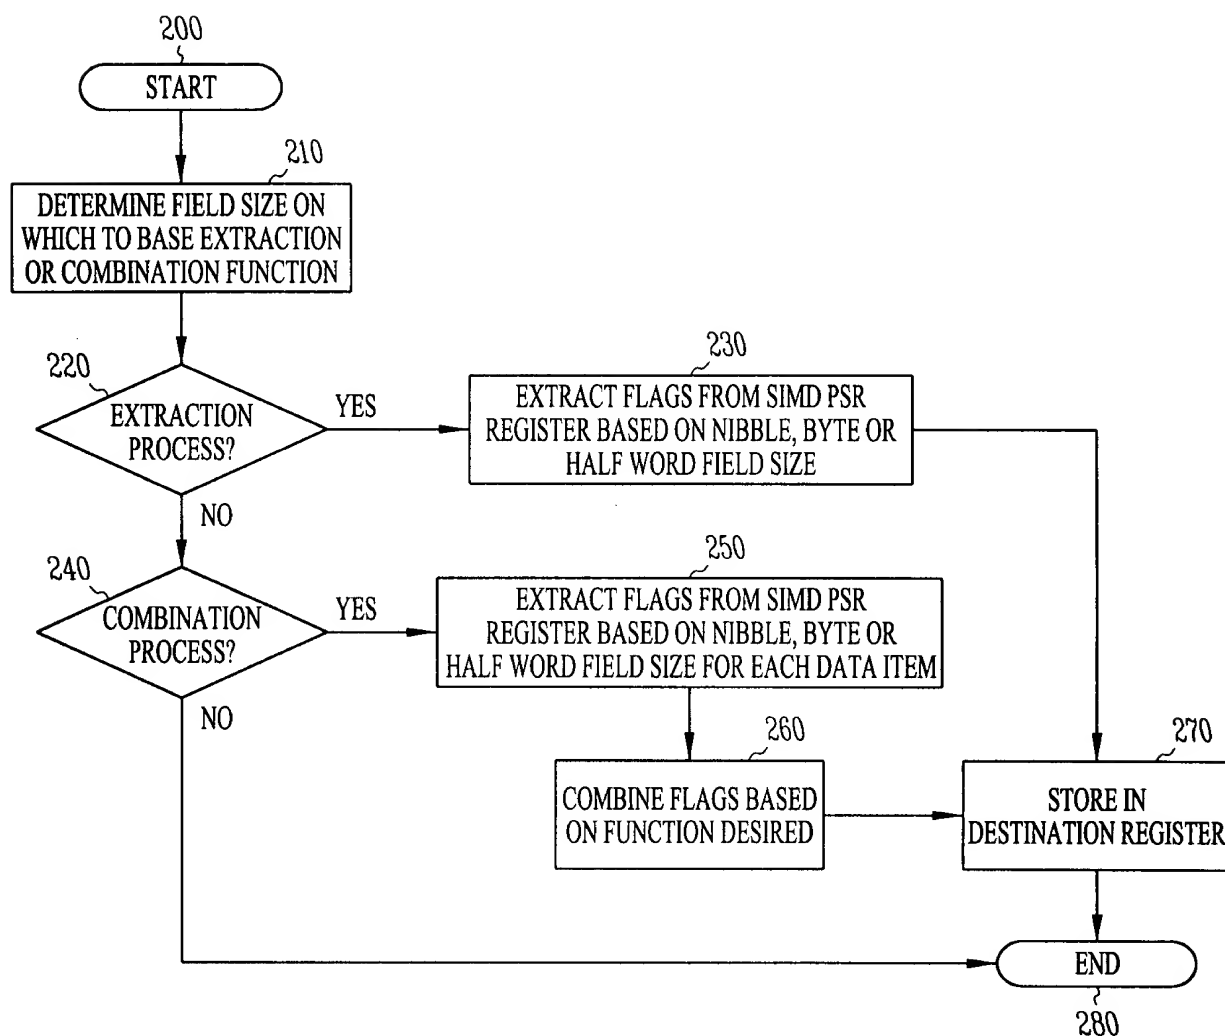 200
START
210
DETERMINE FIELD SIZE ON
WHICH TO BASE EXTRACTION
OR COMBINATION FUNCTION
220
EXTRACTION
PROCESS?
YES
NO
230
EXTRACT FLAGS FROM SIMD PSR
REGISTER BASED ON NIBBLE, BYTE OR
HALF WORD FIELD SIZE
240
COMBINATION
PROCESS?
YES
NO
250
EXTRACT FLAGS FROM SIMD PSR
REGISTER BASED ON NIBBLE, BYTE OR
HALF WORD FIELD SIZE FOR EACH DATA ITEM
260
COMBINE FLAGS BASED
ON FUNCTION DESIRED
270
STORE IN
DESTINATION REGISTER
END
280